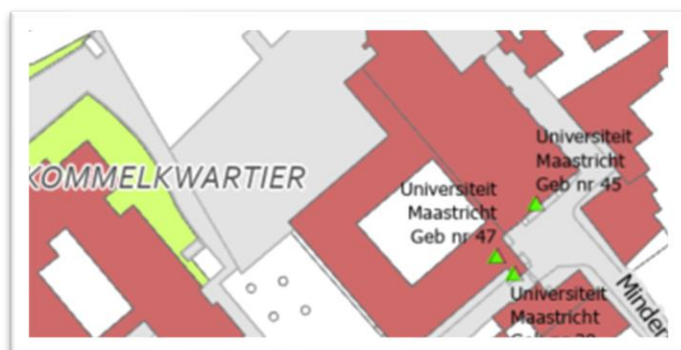 Universiteit
Maastricht
Geb nr 45
KOMMELKWARTIER
Universiteit
Maastricht
Geb nr 47
Universiteit
Maastricht
Minder